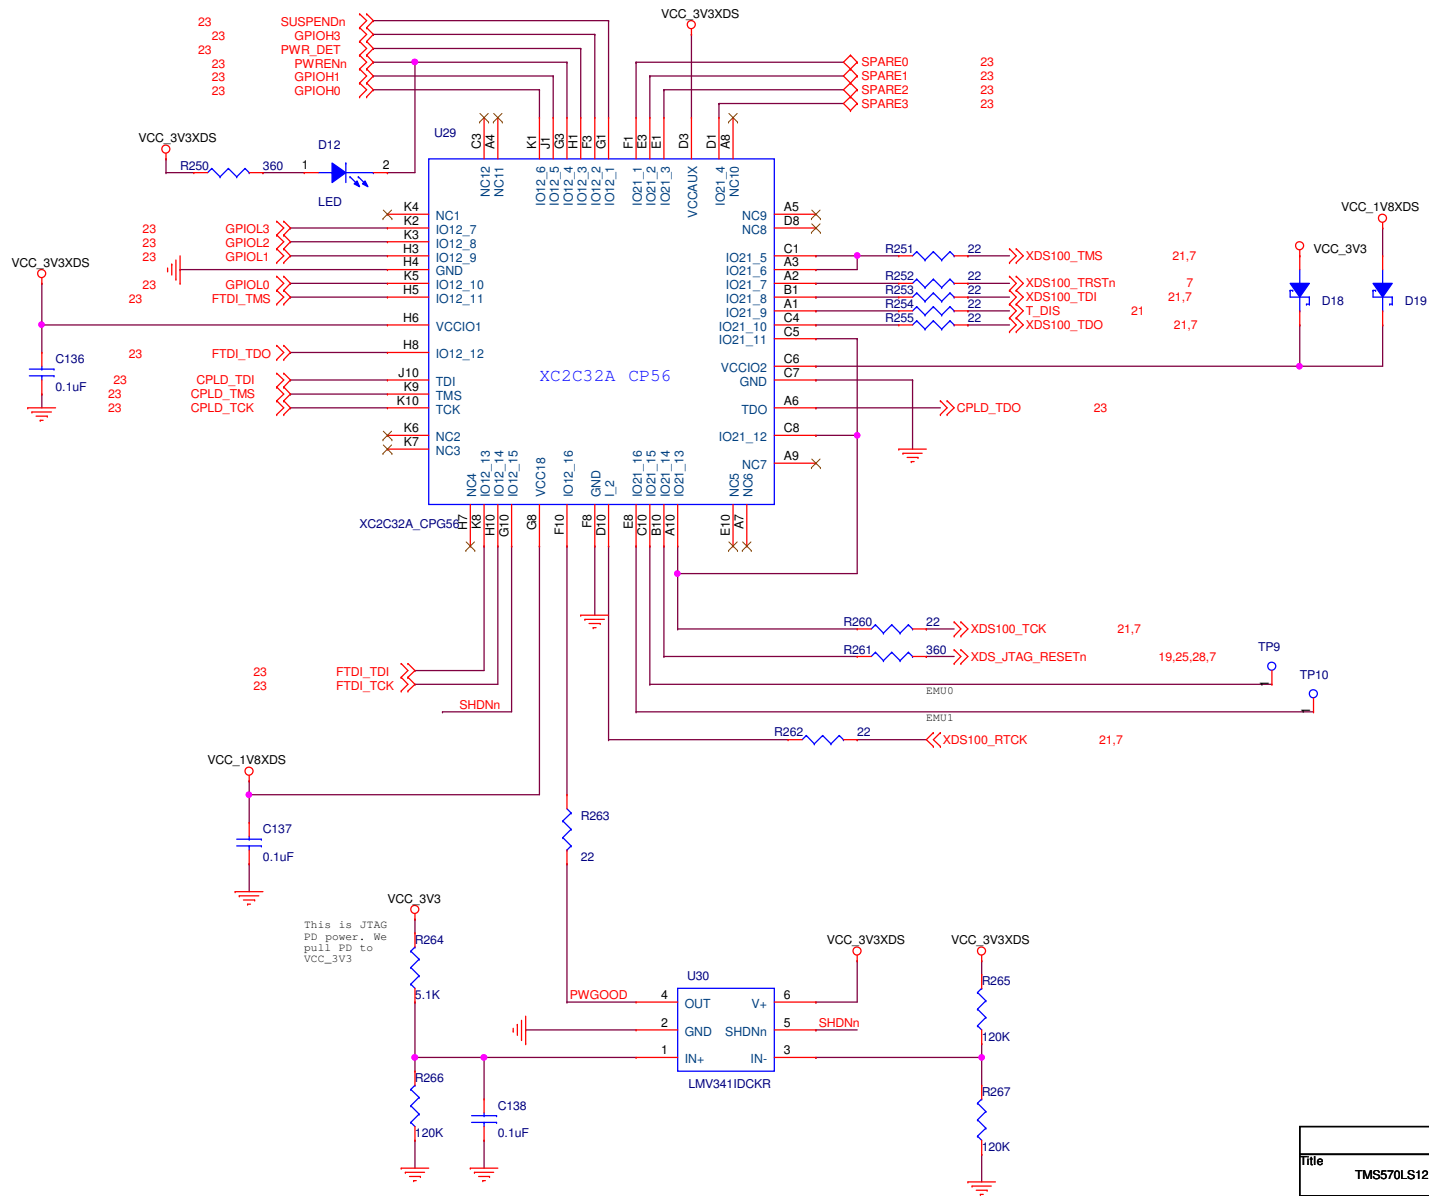 23 SUSPENDn
23 GPIOH3
23 PWR_DET
23 PWRENn
23 GPIOH1
23 GPIOH0
VCC_3V3XDS
SPARE0 23
SPARE1 23
SPARE2 23
SPARE3 23
VCC_3V3XDS
R250 360
D12
1 2
LED
U29
C3 A4 K1 J1 G3 H1 F3 G1 F1 E3 E1 D3 D1 A8
NC12 NC11 IO12_6 IO12_5 IO12_4 IO12_3 IO12_2 IO12_1 IO21_1 IO21_2 IO21_3 VCCAUX IO21_4 NC10
K4 NC1
23 GPIOL3 K2 IO12_7
23 GPIOL2 K3 IO12_8
23 GPIOL1 H3 IO12_9
H4 GND
23 GPIOL0 K5 IO12_10
23 FTDI_TMS H5 IO12_11
VCC_3V3XDS
H6 VCCIO1
C136
0.1uF
23 FTDI_TDO H8 IO12_12
23 CPLD_TDI J10 TDI
23 CPLD_TMS K9 TMS
23 CPLD_TCK K10 TCK
K6 NC2
K7 NC3
XC2C32A CP56
NC9 A5
NC8 D8
IO21_5 C1 R251 22 XDS100_TMS 21,7
IO21_6 A3
IO21_7 A2 R252 22 XDS100_TRSTn 7
IO21_8 B1 R253 22 XDS100_TDI 21,7
IO21_9 A1 R254 22 T_DIS 21
IO21_10 C4 R255 22 XDS100_TDO 21,7
IO21_11 C5
VCCIO2 C6
GND C7
TDO A6 CPLD_TDO 23
IO21_12 C8
NC7 A9
VCC_1V8XDS
VCC_3V3
D18
D19
NC4 IO12_13 IO12_14 IO12_15 VCC18 IO12_16 GND I_2 IO21_16 IO21_15 IO21_14 IO21_13 NC5 NC6
XC2C32A_CPG56
H7 K8 H10 G10 G8 F10 F8 D10 E8 C10 B10 A10 E10 A7
R260 22 XDS100_TCK 21,7
R261 360 XDS_JTAG_RESETn 19,25,28,7
TP9
EMU0
TP10
EMU1
R262 22 XDS100_RTCK 21,7
23 FTDI_TDI
23 FTDI_TCK
SHDNn
VCC_1V8XDS
C137
0.1uF
R263
22
VCC_3V3
This is JTAG
PD power. We
pull PD to
VCC_3V3
R264
5.1K
R266
120K
C138
0.1uF
PWGOOD
U30
4 OUT V+ 6
2 GND SHDNn 5 SHDNn
1 IN+ IN- 3
LMV341IDCKR
VCC_3V3XDS
VCC_3V3XDS
R265
120K
R267
120K
Title
TMS570LS12